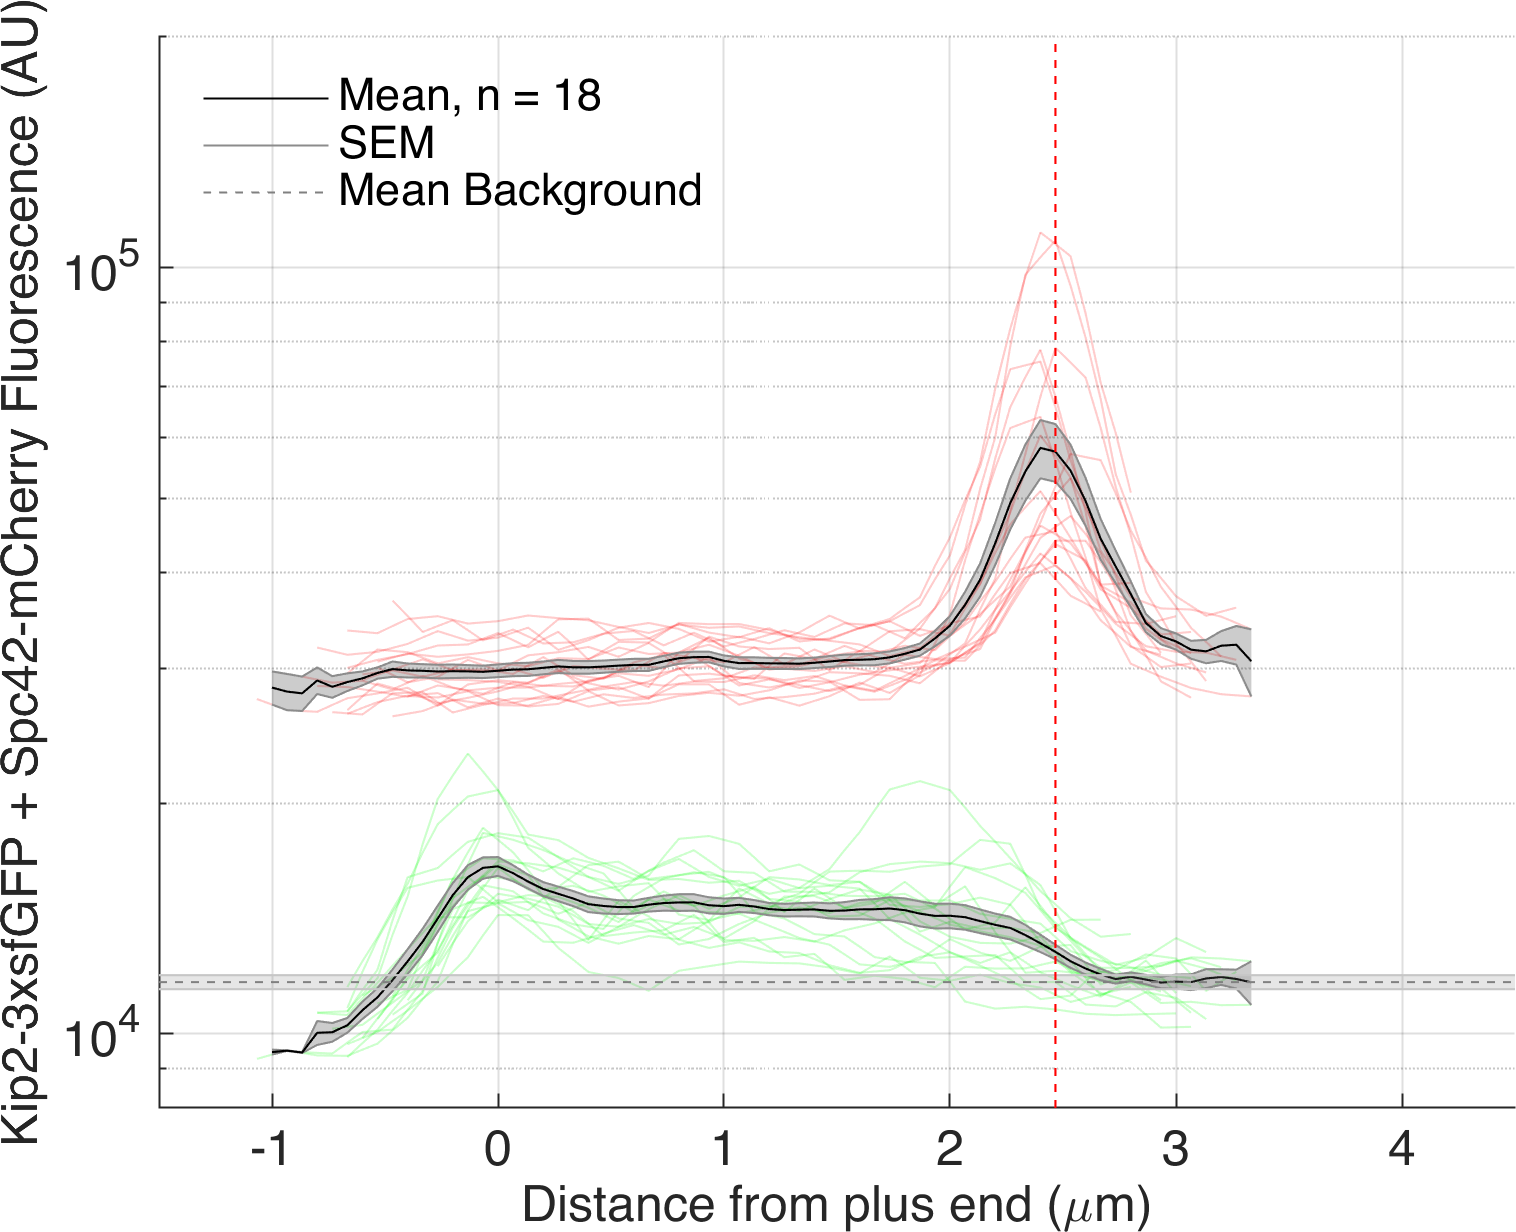 Kip2-3xsfGFP + Spc42-mCherry Fluorescence (AU)
Mean, n = 18
SEM
Mean Background
10^5
10^4
-1 0 1 2 3 4
Distance from plus end (μm)